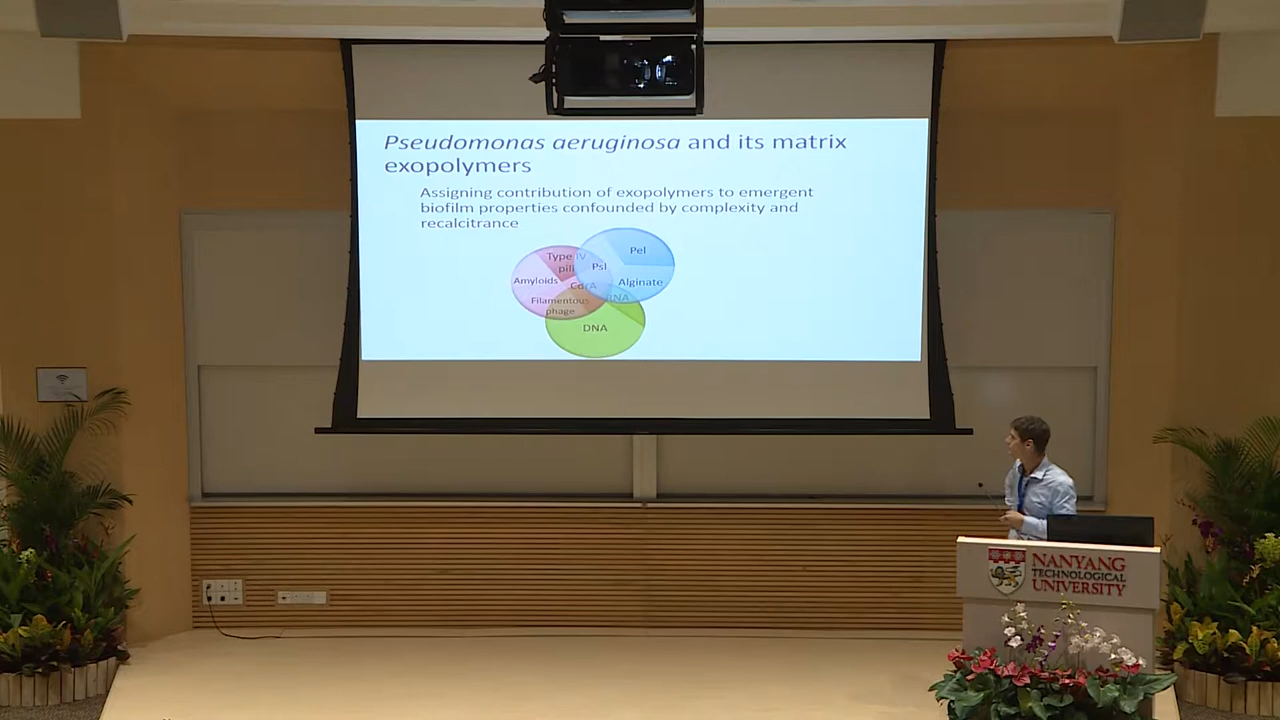 Pseudomonas aeruginosa and its matrix
exopolymers
Assigning contribution of exopolymers to emergent
biofilm properties confounded by complexity and
recalcitrance
Type IV
pili
Psl
Pel
Amyloids
CdrA
Alginate
Filamentous
phage
RNA
DNA
NANYANG
TECHNOLOGICAL
UNIVERSITY